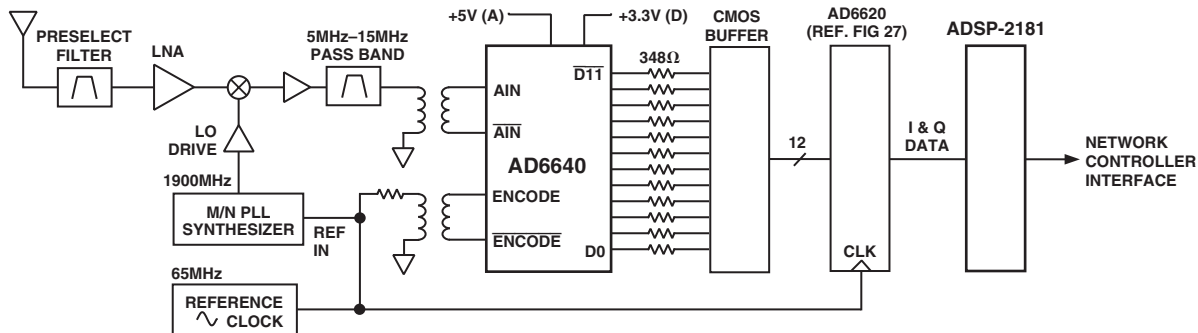 +5V (A)
+3.3V (D)
CMOS
BUFFER
AD6620
(REF. FIG 27)
ADSP-2181
PRESELECT
FILTER
LNA
5MHz–15MHz
PASS BAND
348Ω
D11
AIN
AIN
LO
DRIVE
AD6640
12
I & Q
DATA
NETWORK
CONTROLLER
INTERFACE
1900MHz
M/N PLL
SYNTHESIZER
REF
IN
ENCODE
ENCODE
D0
CLK
65MHz
REFERENCE
CLOCK